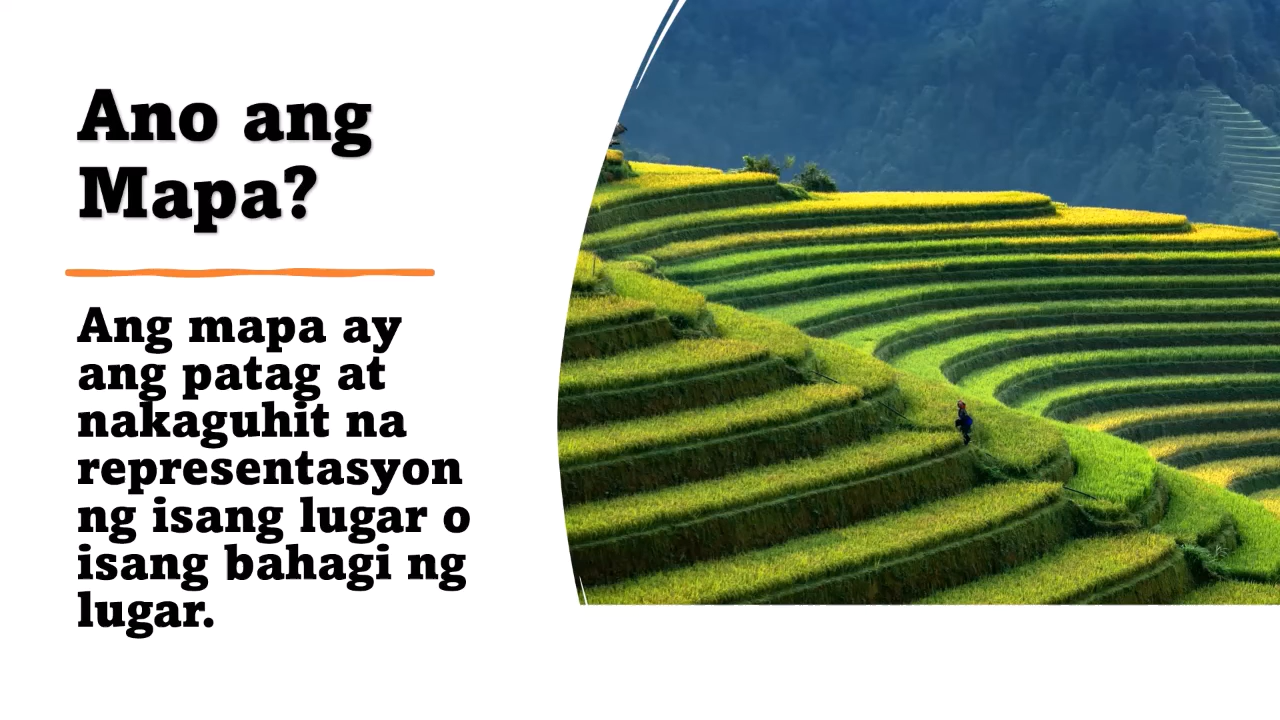 Ano ang
Mapa?
Ang mapa ay
ang patag at
nakaguhit na
representasyon
ng isang lugar o
isang bahagi ng
lugar.